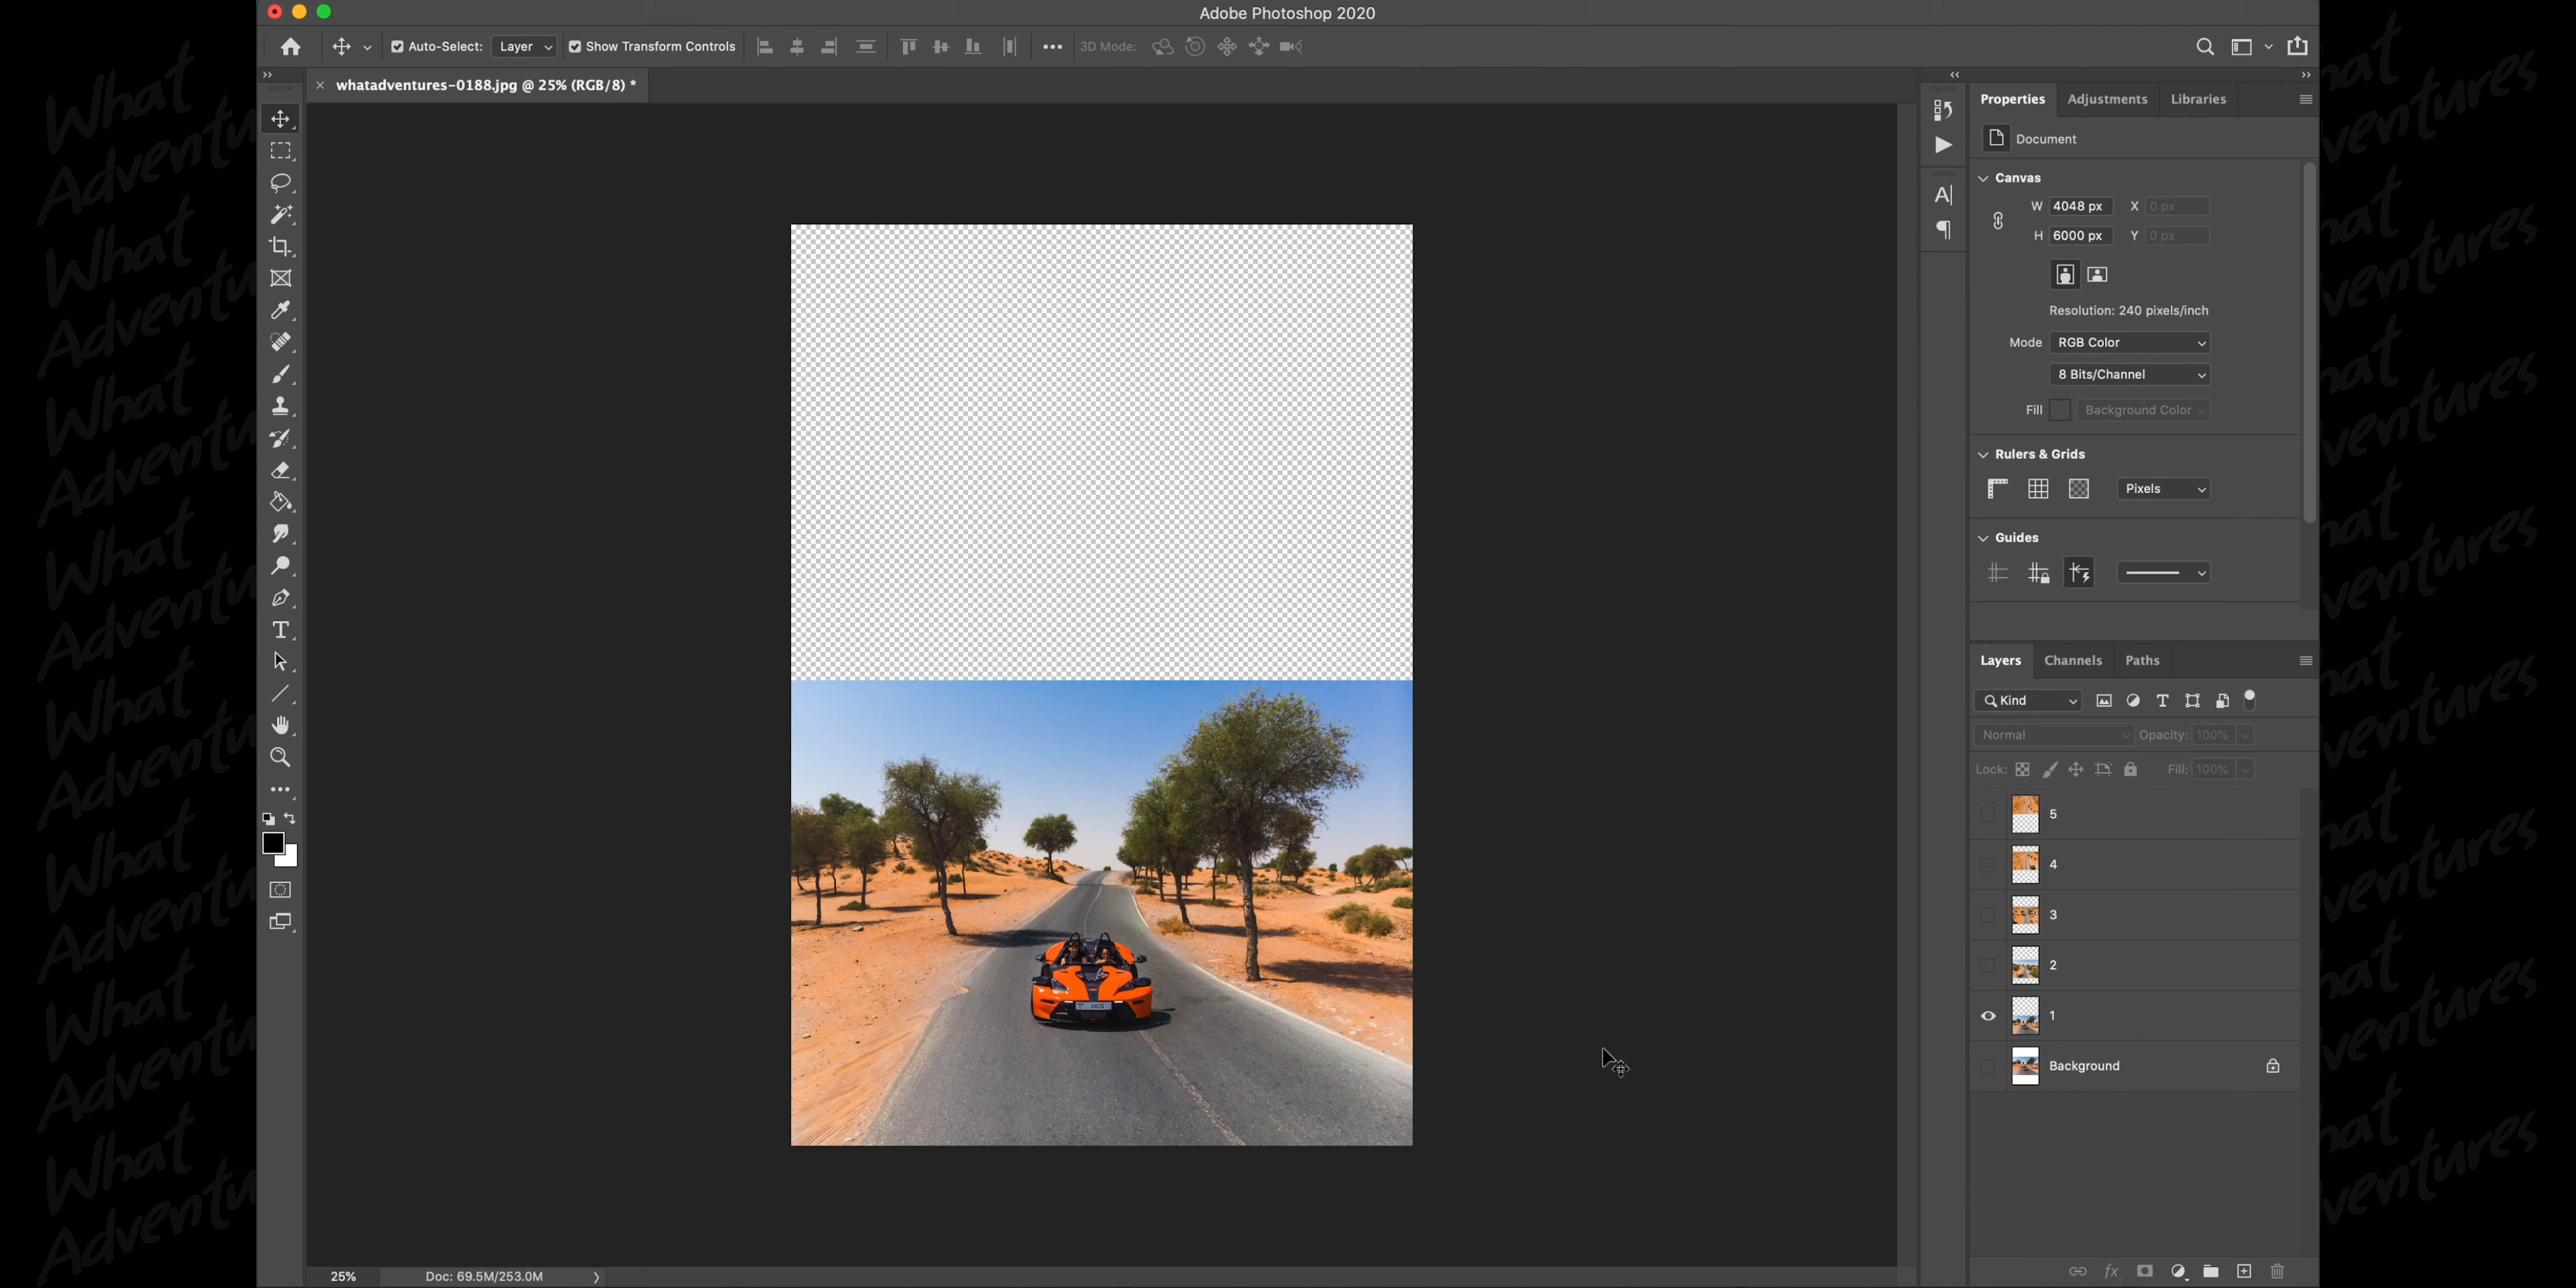 Adobe Photoshop 2020
Auto-Select: Layer Show Transform Controls 3D Mode:
whatadventures-0188.jpg @ 25% (RGB/8) *
Properties Adjustments Libraries
Document
Canvas
W 4048 px X 0 px
H 6000 px Y 0 px
Resolution: 240 pixels/inch
Mode RGB Color
8 Bits/Channel
Fill Background Color
Rulers & Grids
Pixels
Guides
Layers Channels Paths
Kind
Normal Opacity: 100%
Lock: Fill: 100%
5
4
3
2
1
Background
25% Doc: 69.5M/253.0M
What
Adventures
What
Adventures
What
Adventures
What
Adventures
What
Adventures
What
Adventures
What
Adventures
What
Adventures